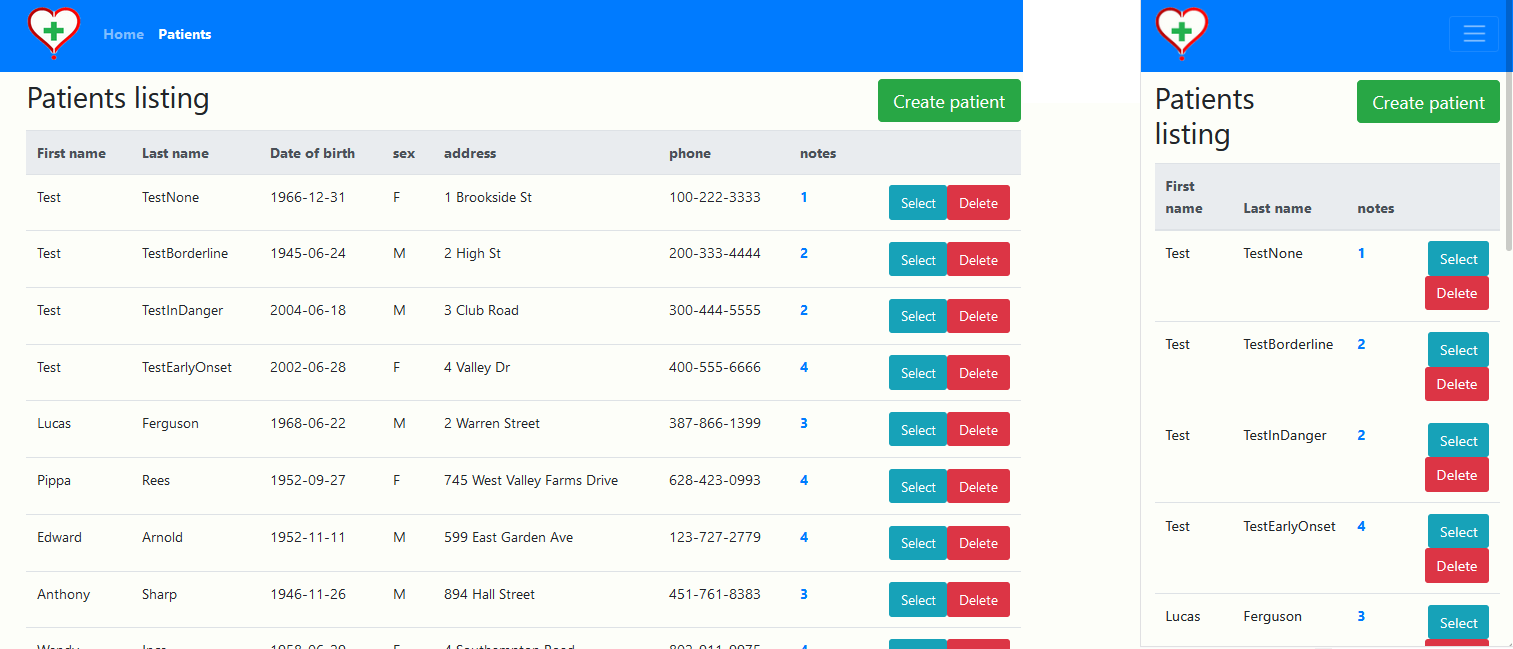 Home Patients
Patients listing Create patient
First name Last name Date of birth sex address phone notes
Test TestNone 1966-12-31 F 1 Brookside St 100-222-3333 1 Select Delete
Test TestBorderline 1945-06-24 M 2 High St 200-333-4444 2 Select Delete
Test TestInDanger 2004-06-18 M 3 Club Road 300-444-5555 2 Select Delete
Test TestEarlyOnset 2002-06-28 F 4 Valley Dr 400-555-6666 4 Select Delete
Lucas Ferguson 1968-06-22 M 2 Warren Street 387-866-1399 3 Select Delete
Pippa Rees 1952-09-27 F 745 West Valley Farms Drive 628-423-0993 4 Select Delete
Edward Arnold 1952-11-11 M 599 East Garden Ave 123-727-2779 4 Select Delete
Anthony Sharp 1946-11-26 M 894 Hall Street 451-761-8383 3 Select Delete
Patients
listing
Create patient
First
name Last name notes
Test TestNone 1 Select
Delete
Test TestBorderline 2 Select
Delete
Test TestInDanger 2 Select
Delete
Test TestEarlyOnset 4 Select
Delete
Lucas Ferguson 3 Select